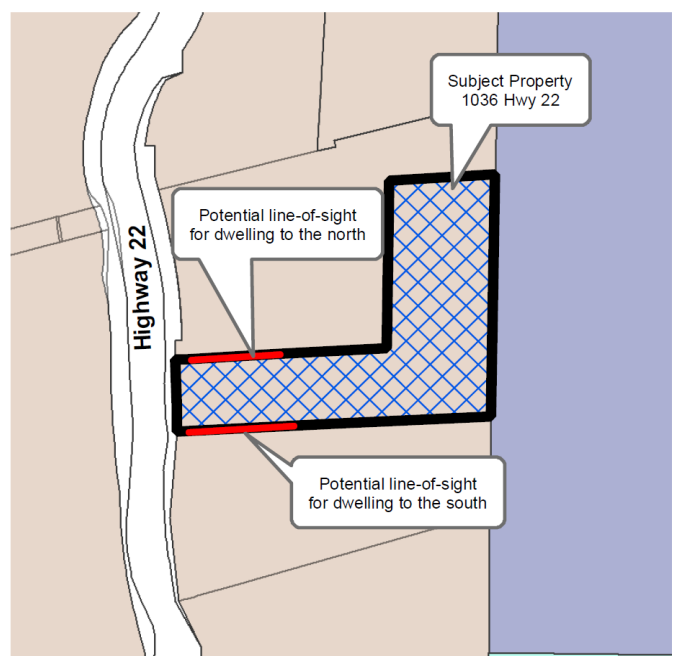 Subject Property
1036 Hwy 22
Potential line-of-sight
for dwelling to the north
Highway 22
Potential line-of-sight
for dwelling to the south